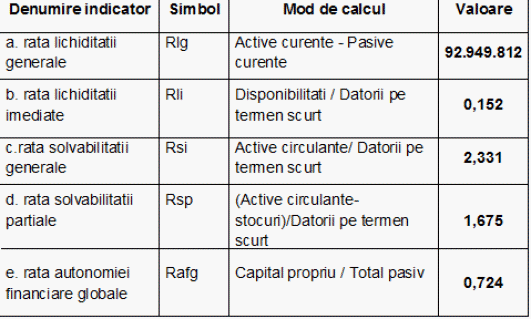 Denumire indicator Simbol Mod de calcul Valoare
a. rata lichiditatii Rlg Active curente - Pasive
generale curente 92.949.812
b. rata lichiditatii Rli Disponibilitati / Datorii pe
imediate termen scurt 0,152
c.rata solvabilitatii Rsi Active circulante/ Datorii pe
generale termen scurt 2,331
d. rata solvabilitatii Rsp (Active circulante-
partiale stocuri)/Datorii pe termen 1,675
scurt
e. rata autonomiei Rafg Capital propriu / Total pasiv
financiare globale 0,724